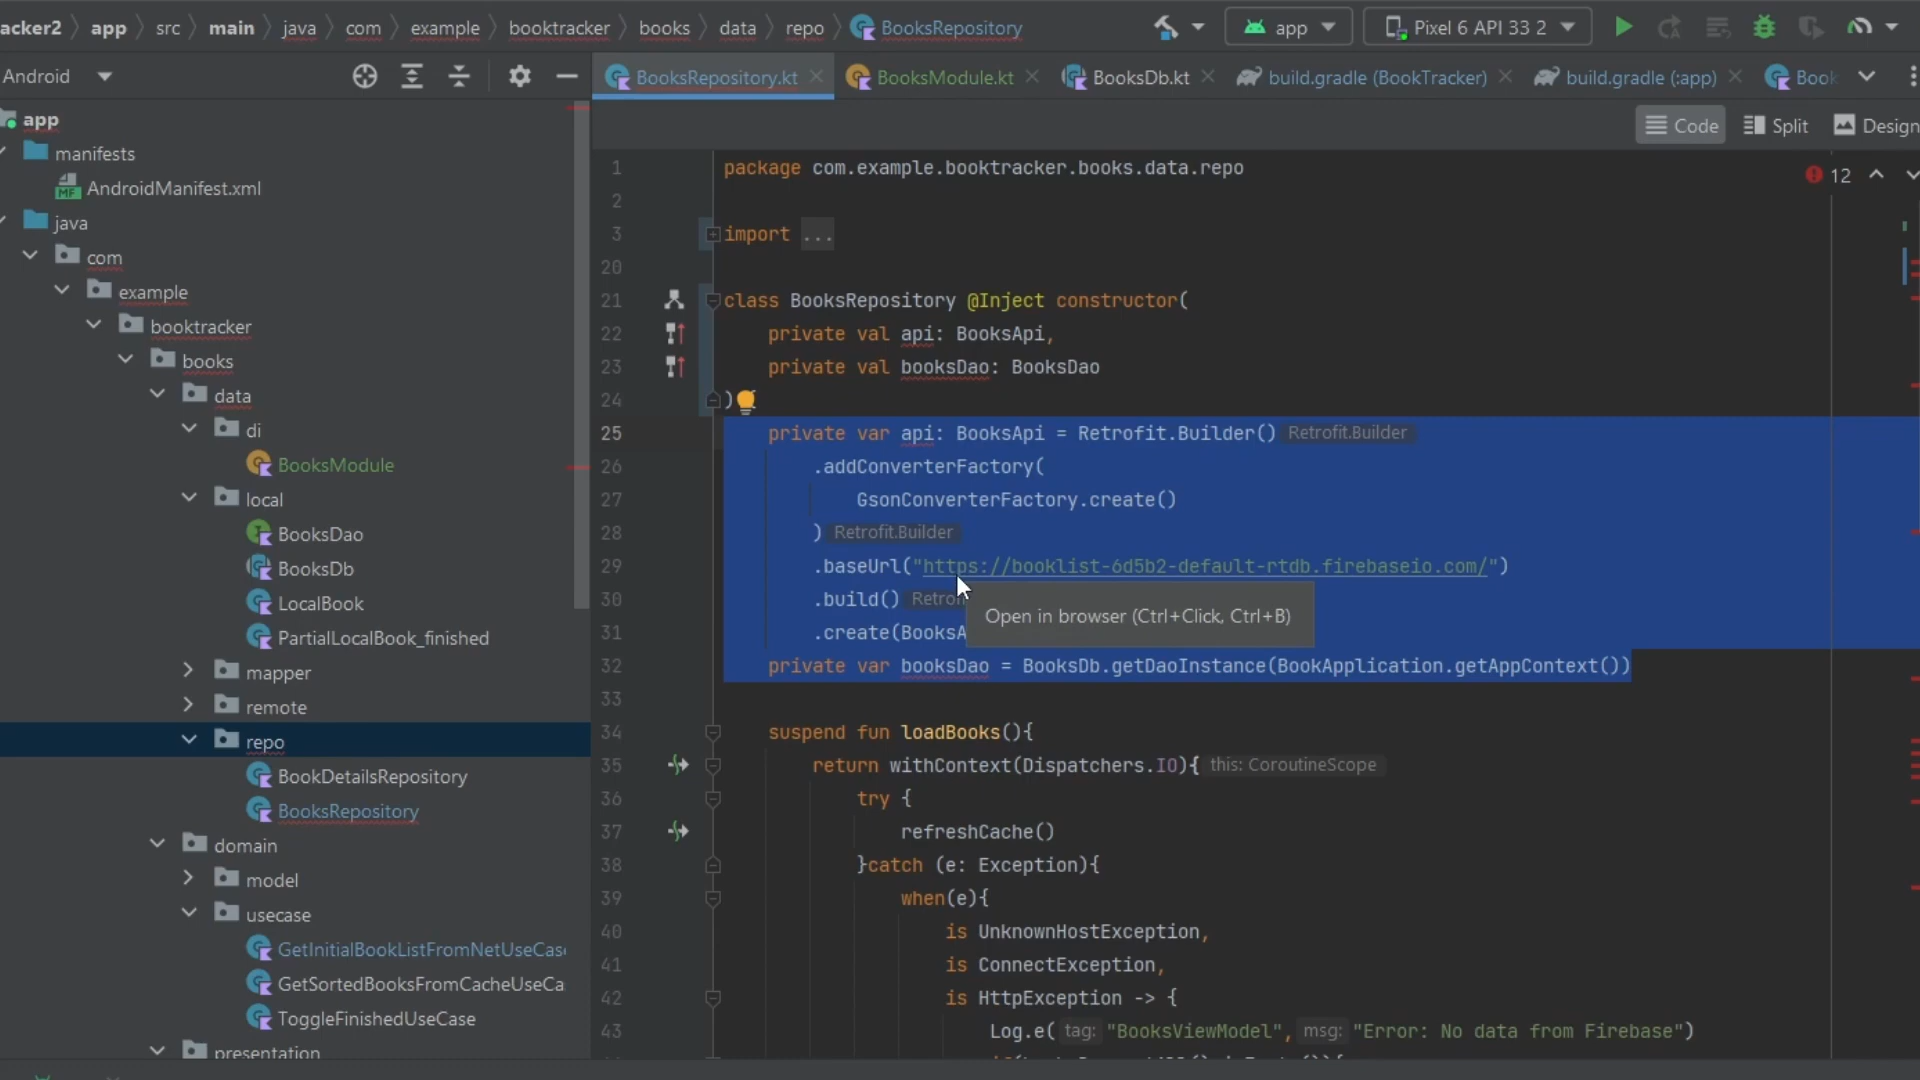 acker2 app src main java com example booktracker books data repo BooksRepository app Pixel 6 API 33 2
Android
BooksRepository.kt BooksModule.kt BooksDb.kt build.gradle (BookTracker) build.gradle (:app) Book
Code Split Design
12
app
manifests
AndroidManifest.xml
java
com
example
booktracker
books
data
di
BooksModule
local
BooksDao
BooksDb
LocalBook
PartialLocalBook_finished
mapper
remote
repo
BookDetailsRepository
BooksRepository
domain
model
usecase
GetInitialBookListFromNetUseCas
GetSortedBooksFromCacheUseCa
ToggleFinishedUseCase
presentation
1 package com.example.booktracker.books.data.repo
2
3 import ...
20
21 class BooksRepository @Inject constructor(
22 private val api: BooksApi,
23 private val booksDao: BooksDao
24 )
25 private var api: BooksApi = Retrofit.Builder() Retrofit.Builder
26 .addConverterFactory(
27 GsonConverterFactory.create()
28 ) Retrofit.Builder
29 .baseUrl("https://booklist-6d5b2-default-rtdb.firebaseio.com/")
30 .build() Retrof
Open in browser (Ctrl+Click, Ctrl+B)
31 .create(BooksA
32 private var booksDao = BooksDb.getDaoInstance(BookApplication.getAppContext())
33
34 suspend fun loadBooks(){
35 return withContext(Dispatchers.IO){ this: CoroutineScope
36 try {
37 refreshCache()
38 }catch (e: Exception){
39 when(e){
40 is UnknownHostException,
41 is ConnectException,
42 is HttpException -> {
43 Log.e( tag: "BooksViewModel", msg: "Error: No data from Firebase")